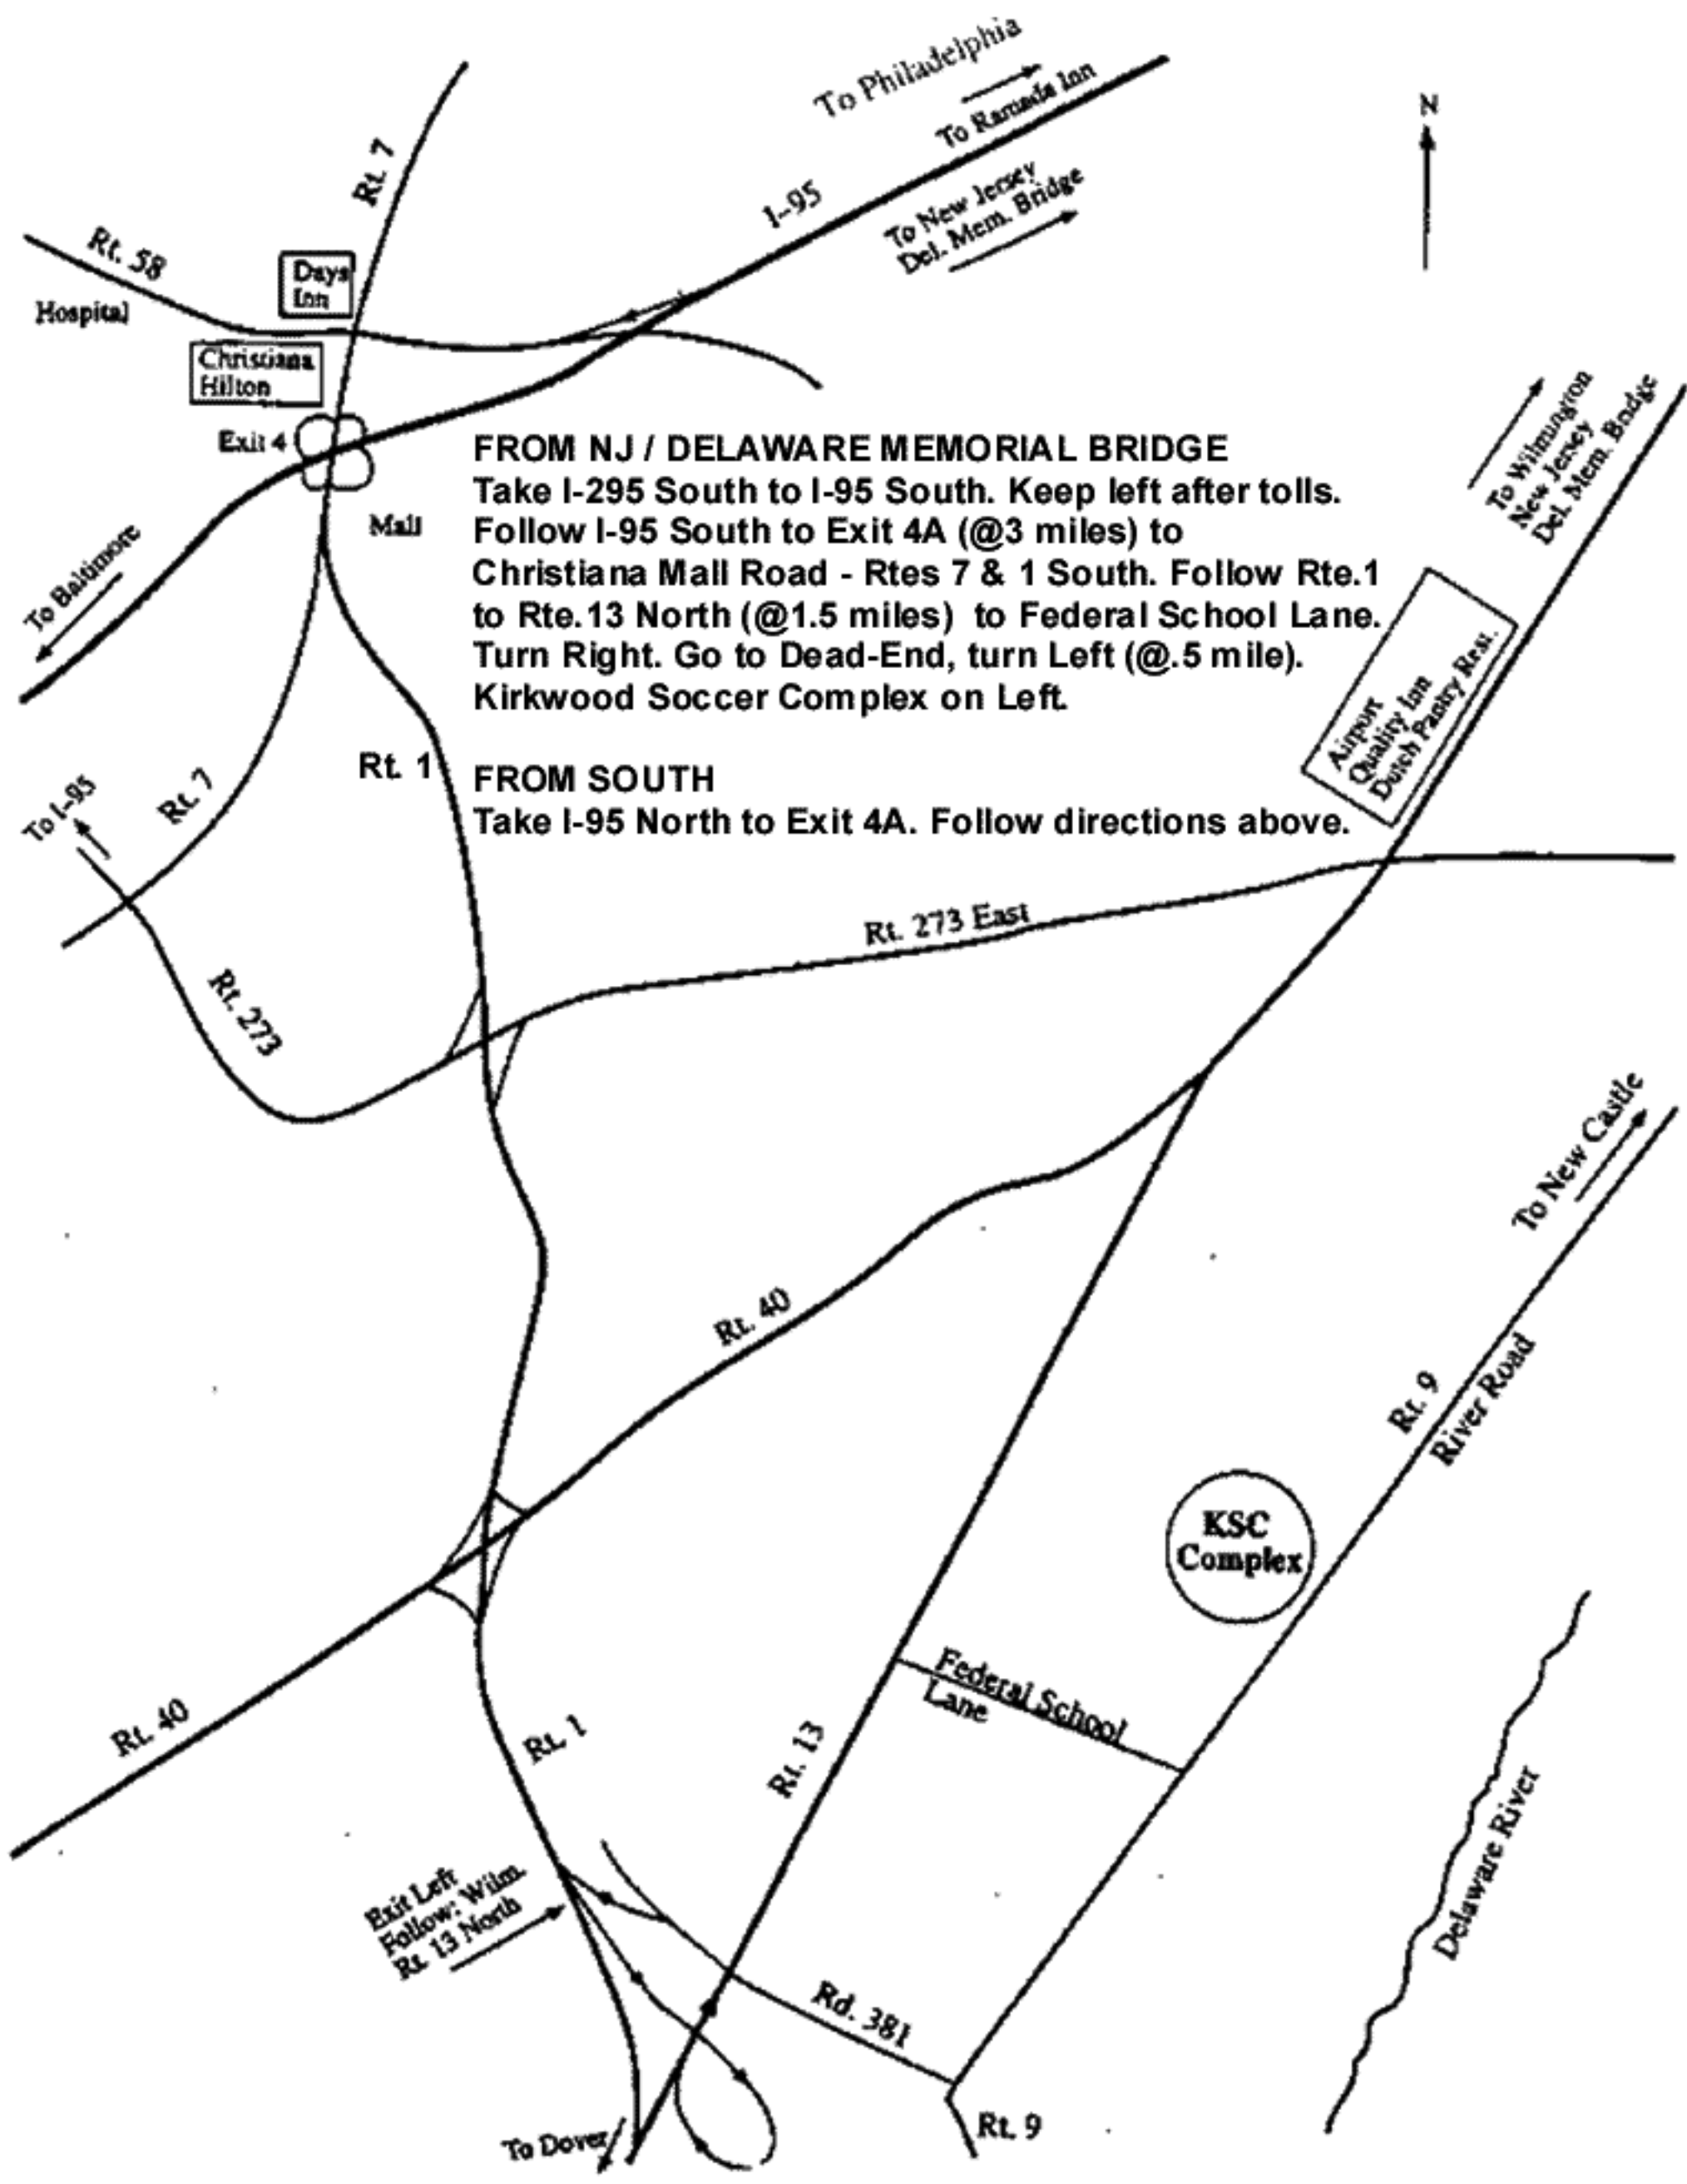 To Philadelphia
To Ramada Inn
N
Rt. 7
I-95
To New Jersey
Del. Mem. Bridge
Rt. 58
Days
Inn
Hospital
Christiana
Hilton
Exit 4
Mall
To Baltimore
FROM NJ / DELAWARE MEMORIAL BRIDGE
Take I-295 South to I-95 South. Keep left after tolls.
Follow I-95 South to Exit 4A (@3 miles) to
Christiana Mall Road - Rtes 7 & 1 South. Follow Rte.1
to Rte.13 North (@1.5 miles) to Federal School Lane.
Turn Right. Go to Dead-End, turn Left (@.5 mile).
Kirkwood Soccer Complex on Left.
To Wilmington
New Jersey
Del. Mem. Bridge
Airport
Quality Inn
Dutch Pantry Rest.
Rt. 1
FROM SOUTH
Take I-95 North to Exit 4A. Follow directions above.
To I-95
Rt. 7
Rt. 273 East
Rt. 273
To New Castle
Rt. 40
Rt. 9
River Road
KSC
Complex
Federal School
Lane
Rt. 40
Rt. 1
Rt. 13
Delaware River
Exit Left
Follow: Wilm.
Rt. 13 North
Rd. 381
To Dover
Rt. 9